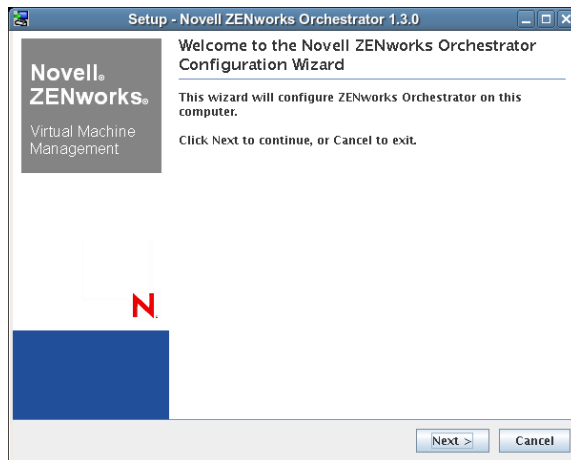 Setup - Novell ZENworks Orchestrator 1.3.0
Novell®
ZENworks®
Virtual Machine
Management
Welcome to the Novell ZENworks Orchestrator
Configuration Wizard
This wizard will configure ZENworks Orchestrator on this
computer.
Click Next to continue, or Cancel to exit.
N
Next >
Cancel